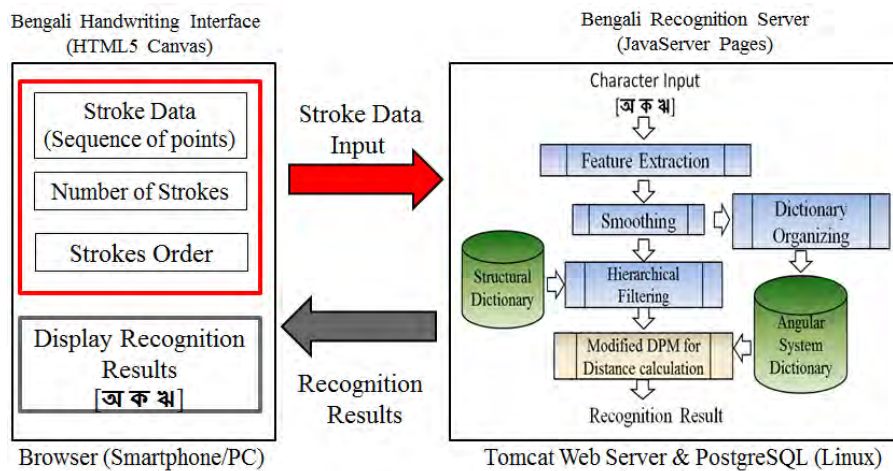 Bengali Handwriting Interface
(HTML5 Canvas)
Stroke Data
(Sequence of points)
Number of Strokes
Strokes Order
Display Recognition
Results
[অ ক ঋ]
Browser (Smartphone/PC)
Stroke Data
Input
Recognition
Results
Bengali Recognition Server
(JavaServer Pages)
Character Input
[অ ক ঋ]
Feature Extraction
Smoothing
Dictionary
Organizing
Structural
Dictionary
Hierarchical
Filtering
Modified DPM for
Distance calculation
Angular
System
Dictionary
Recognition Result
Tomcat Web Server & PostgreSQL (Linux)